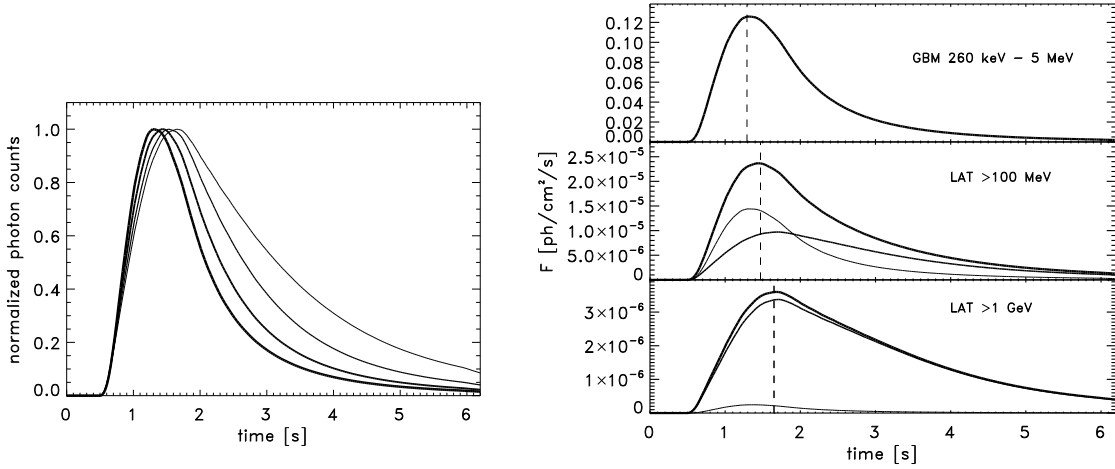 normalized photon counts
1.0
0.8
0.6
0.4
0.2
0.0
0 1 2 3 4 5 6
time [s]
F [ph/cm²/s]
0.12
0.10
0.08
0.06
0.04
0.02
0.00
GBM 260 keV – 5 MeV
2.5×10⁻⁵
2.0×10⁻⁵
1.5×10⁻⁵
1.0×10⁻⁵
5.0×10⁻⁶
0
LAT >100 MeV
3×10⁻⁶
2×10⁻⁶
1×10⁻⁶
0
LAT >1 GeV
0 1 2 3 4 5 6
time [s]